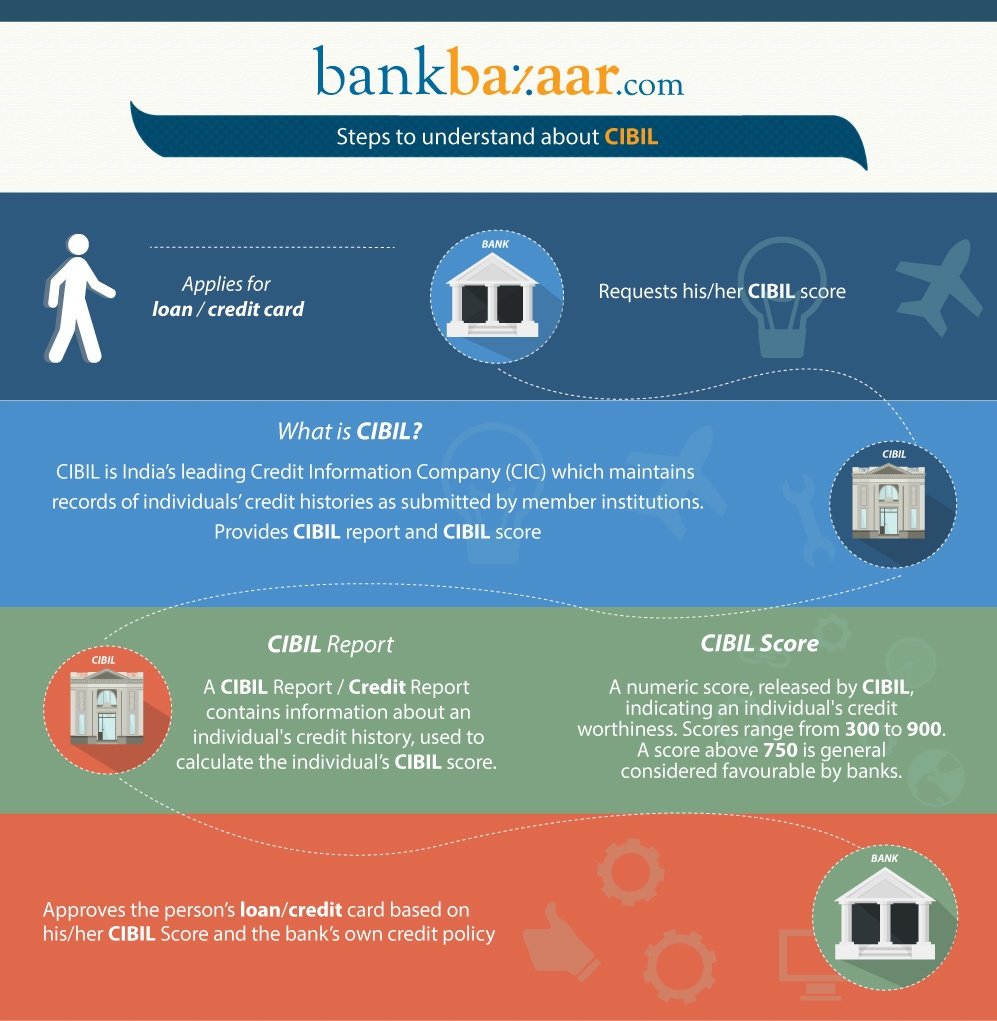 bankbazaar.com
Steps to understand about CIBIL
Applies for
loan / credit card
BANK
Requests his/her CIBIL score
What is CIBIL?
CIBIL is India's leading Credit Information Company (CIC) which maintains
records of individuals' credit histories as submitted by member institutions.
Provides CIBIL report and CIBIL score
CIBIL
CIBIL
CIBIL Report
A CIBIL Report / Credit Report
contains information about an
individual's credit history, used to
calculate the individual's CIBIL score.
CIBIL Score
A numeric score, released by CIBIL,
indicating an individual's credit
worthiness. Scores range from 300 to 900.
A score above 750 is general
considered favourable by banks.
Approves the person's loan/credit card based on
his/her CIBIL Score and the bank's own credit policy
BANK